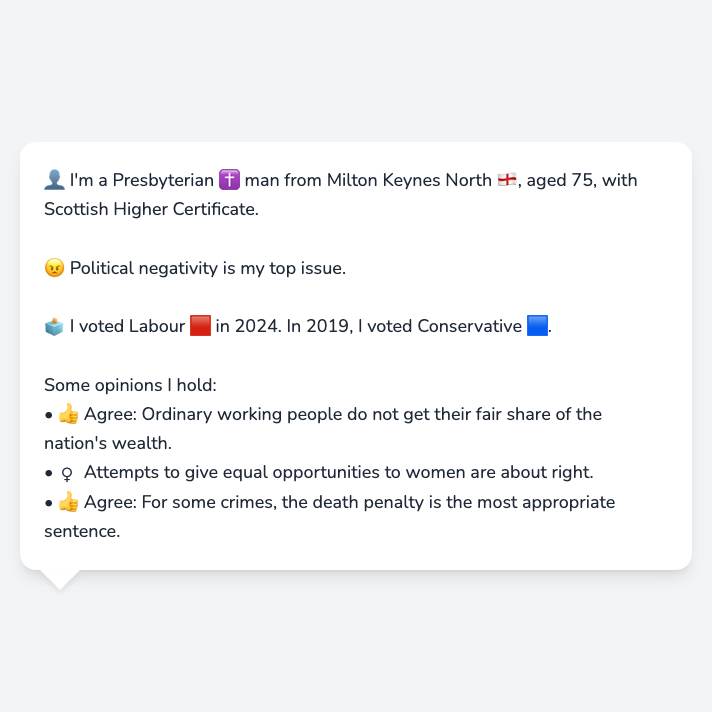 👤 I'm a Presbyterian ✝️ man from Milton Keynes North 🏴󠁧󠁢󠁥󠁮󠁧󠁿, aged 75, with
Scottish Higher Certificate.
😠 Political negativity is my top issue.
🗳️ I voted Labour 🟥 in 2024. In 2019, I voted Conservative 🟦.
Some opinions I hold:
• 👍 Agree: Ordinary working people do not get their fair share of the
nation's wealth.
• ♀ Attempts to give equal opportunities to women are about right.
• 👍 Agree: For some crimes, the death penalty is the most appropriate
sentence.